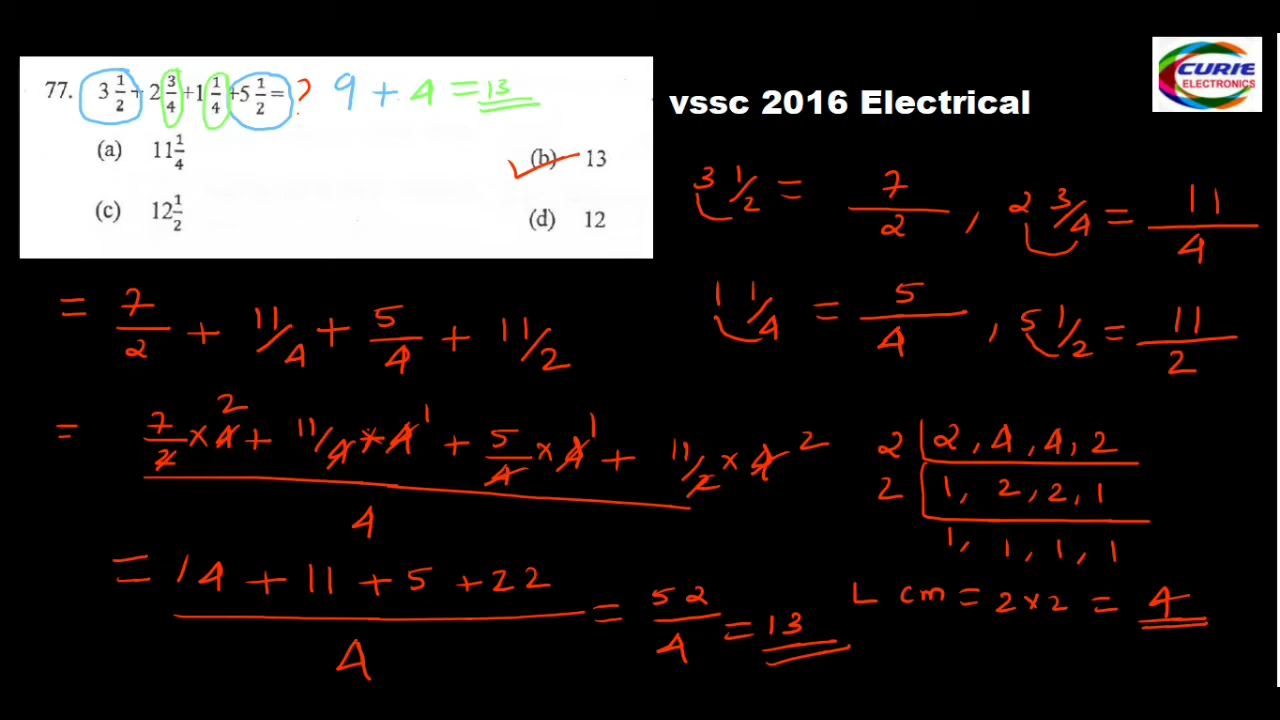 CURIE
ELECTRONICS
vssc 2016 Electrical
77. 3 1/2 + 2 3/4 + 1 1/4 + 5 1/2 = ? 9 + 4 = 13
(a) 11 1/4
(b) 13
(c) 12 1/2
(d) 12
3 1/2 = 7/2 , 2 3/4 = 11/4
1 1/4 = 5/4 , 5 1/2 = 11/2
= 7/2 + 11/4 + 5/4 + 11/2
= (7/2 × 4 2 + 11/4 * 4 1 + 5/4 × 4 1 + 11/2 × 4 2) / 4
= (14 + 11 + 5 + 22) / 4 = 52/4 = 13
2 | 2, 4, 4, 2
2 | 1, 2, 2, 1
1, 1, 1, 1
L cm = 2 × 2 = 4